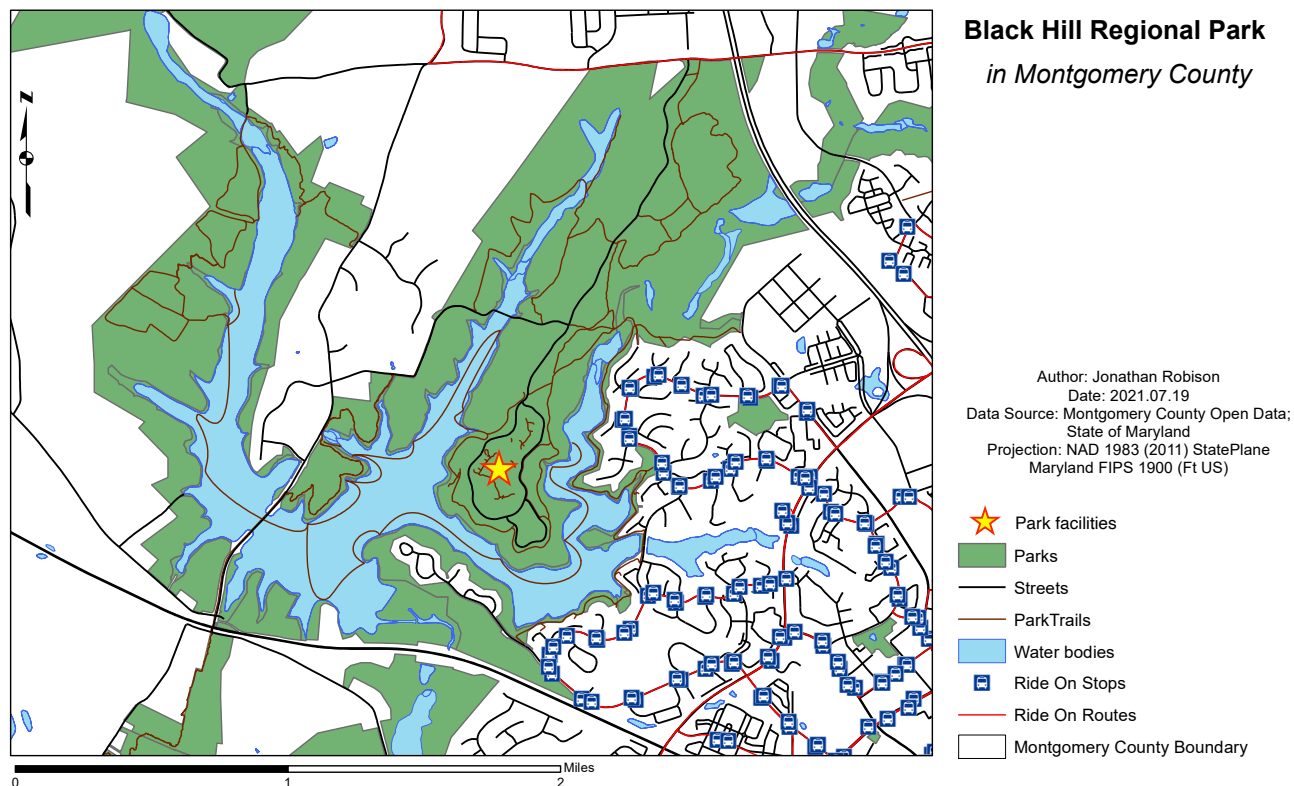 Black Hill Regional Park
in Montgomery County
N
Author: Jonathan Robison
Date: 2021.07.19
Data Source: Montgomery County Open Data;
State of Maryland
Projection: NAD 1983 (2011) StatePlane
Maryland FIPS 1900 (Ft US)
Park facilities
Parks
Streets
ParkTrails
Water bodies
Ride On Stops
Ride On Routes
Montgomery County Boundary
Miles
0 1 2